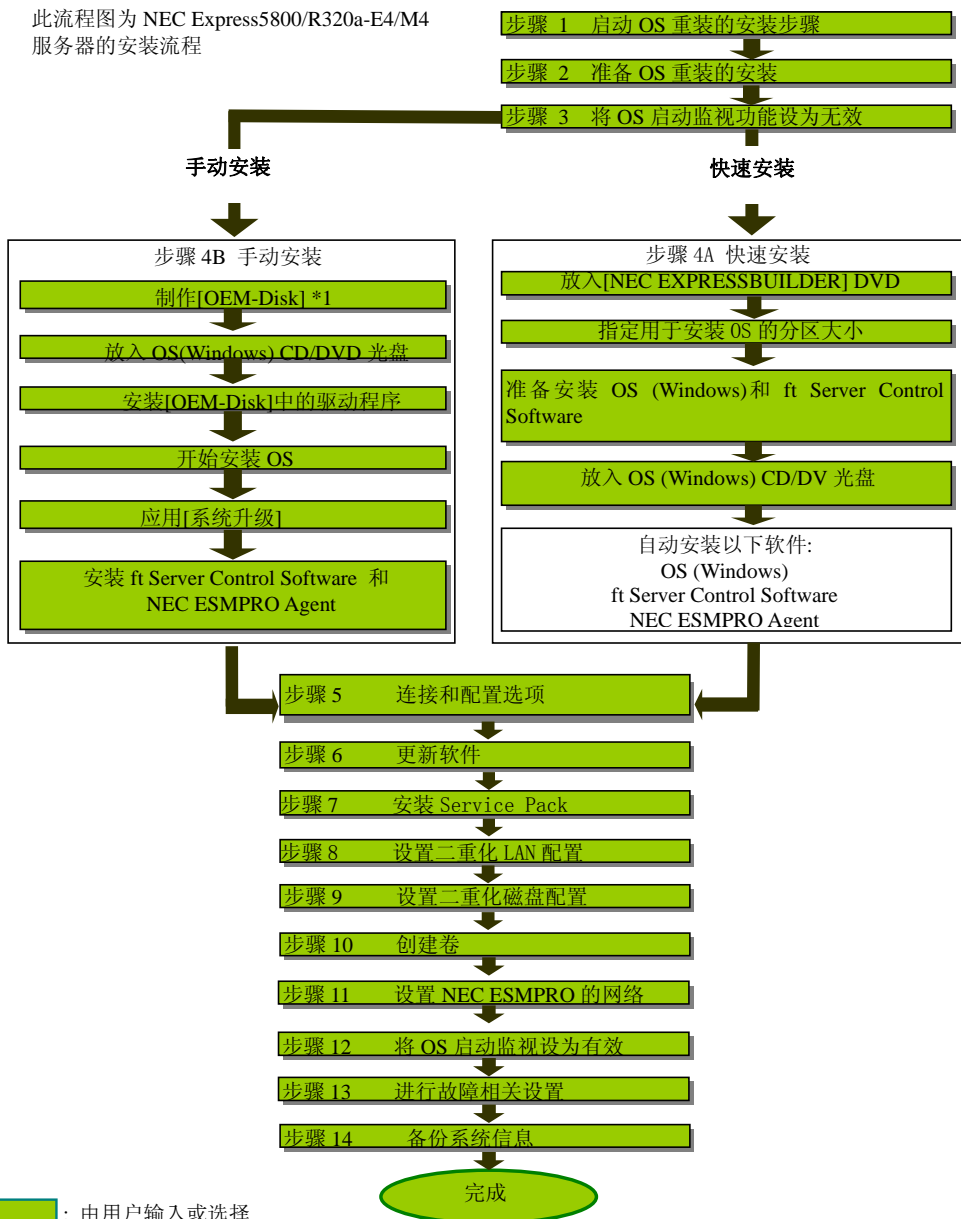 此流程图为 NEC Express5800/R320a-E4/M4
服务器的安装流程
步骤 1 启动 OS 重装的安装步骤
步骤 2 准备 OS 重装的安装
步骤 3 将 OS 启动监视功能设为无效
手动安装
快速安装
步骤 4B 手动安装
制作[OEM-Disk] *1
放入 OS(Windows) CD/DVD 光盘
安装[OEM-Disk]中的驱动程序
开始安装 OS
应用[系统升级]
安装 ft Server Control Software 和
NEC ESMPRO Agent
步骤 4A 快速安装
放入[NEC EXPRESSBUILDER] DVD
指定用于安装 OS 的分区大小
准备安装 OS (Windows)和 ft Server Control
Software
放入 OS (Windows) CD/DV 光盘
自动安装以下软件:
OS (Windows)
ft Server Control Software
NEC ESMPRO Agent
步骤 5 连接和配置选项
步骤 6 更新软件
步骤 7 安装 Service Pack
步骤 8 设置二重化 LAN 配置
步骤 9 设置二重化磁盘配置
步骤 10 创建卷
步骤 11 设置 NEC ESMPRO 的网络
步骤 12 将 OS 启动监视设为有效
步骤 13 进行故障相关设置
步骤 14 备份系统信息
完成
: 由用户输入或选择